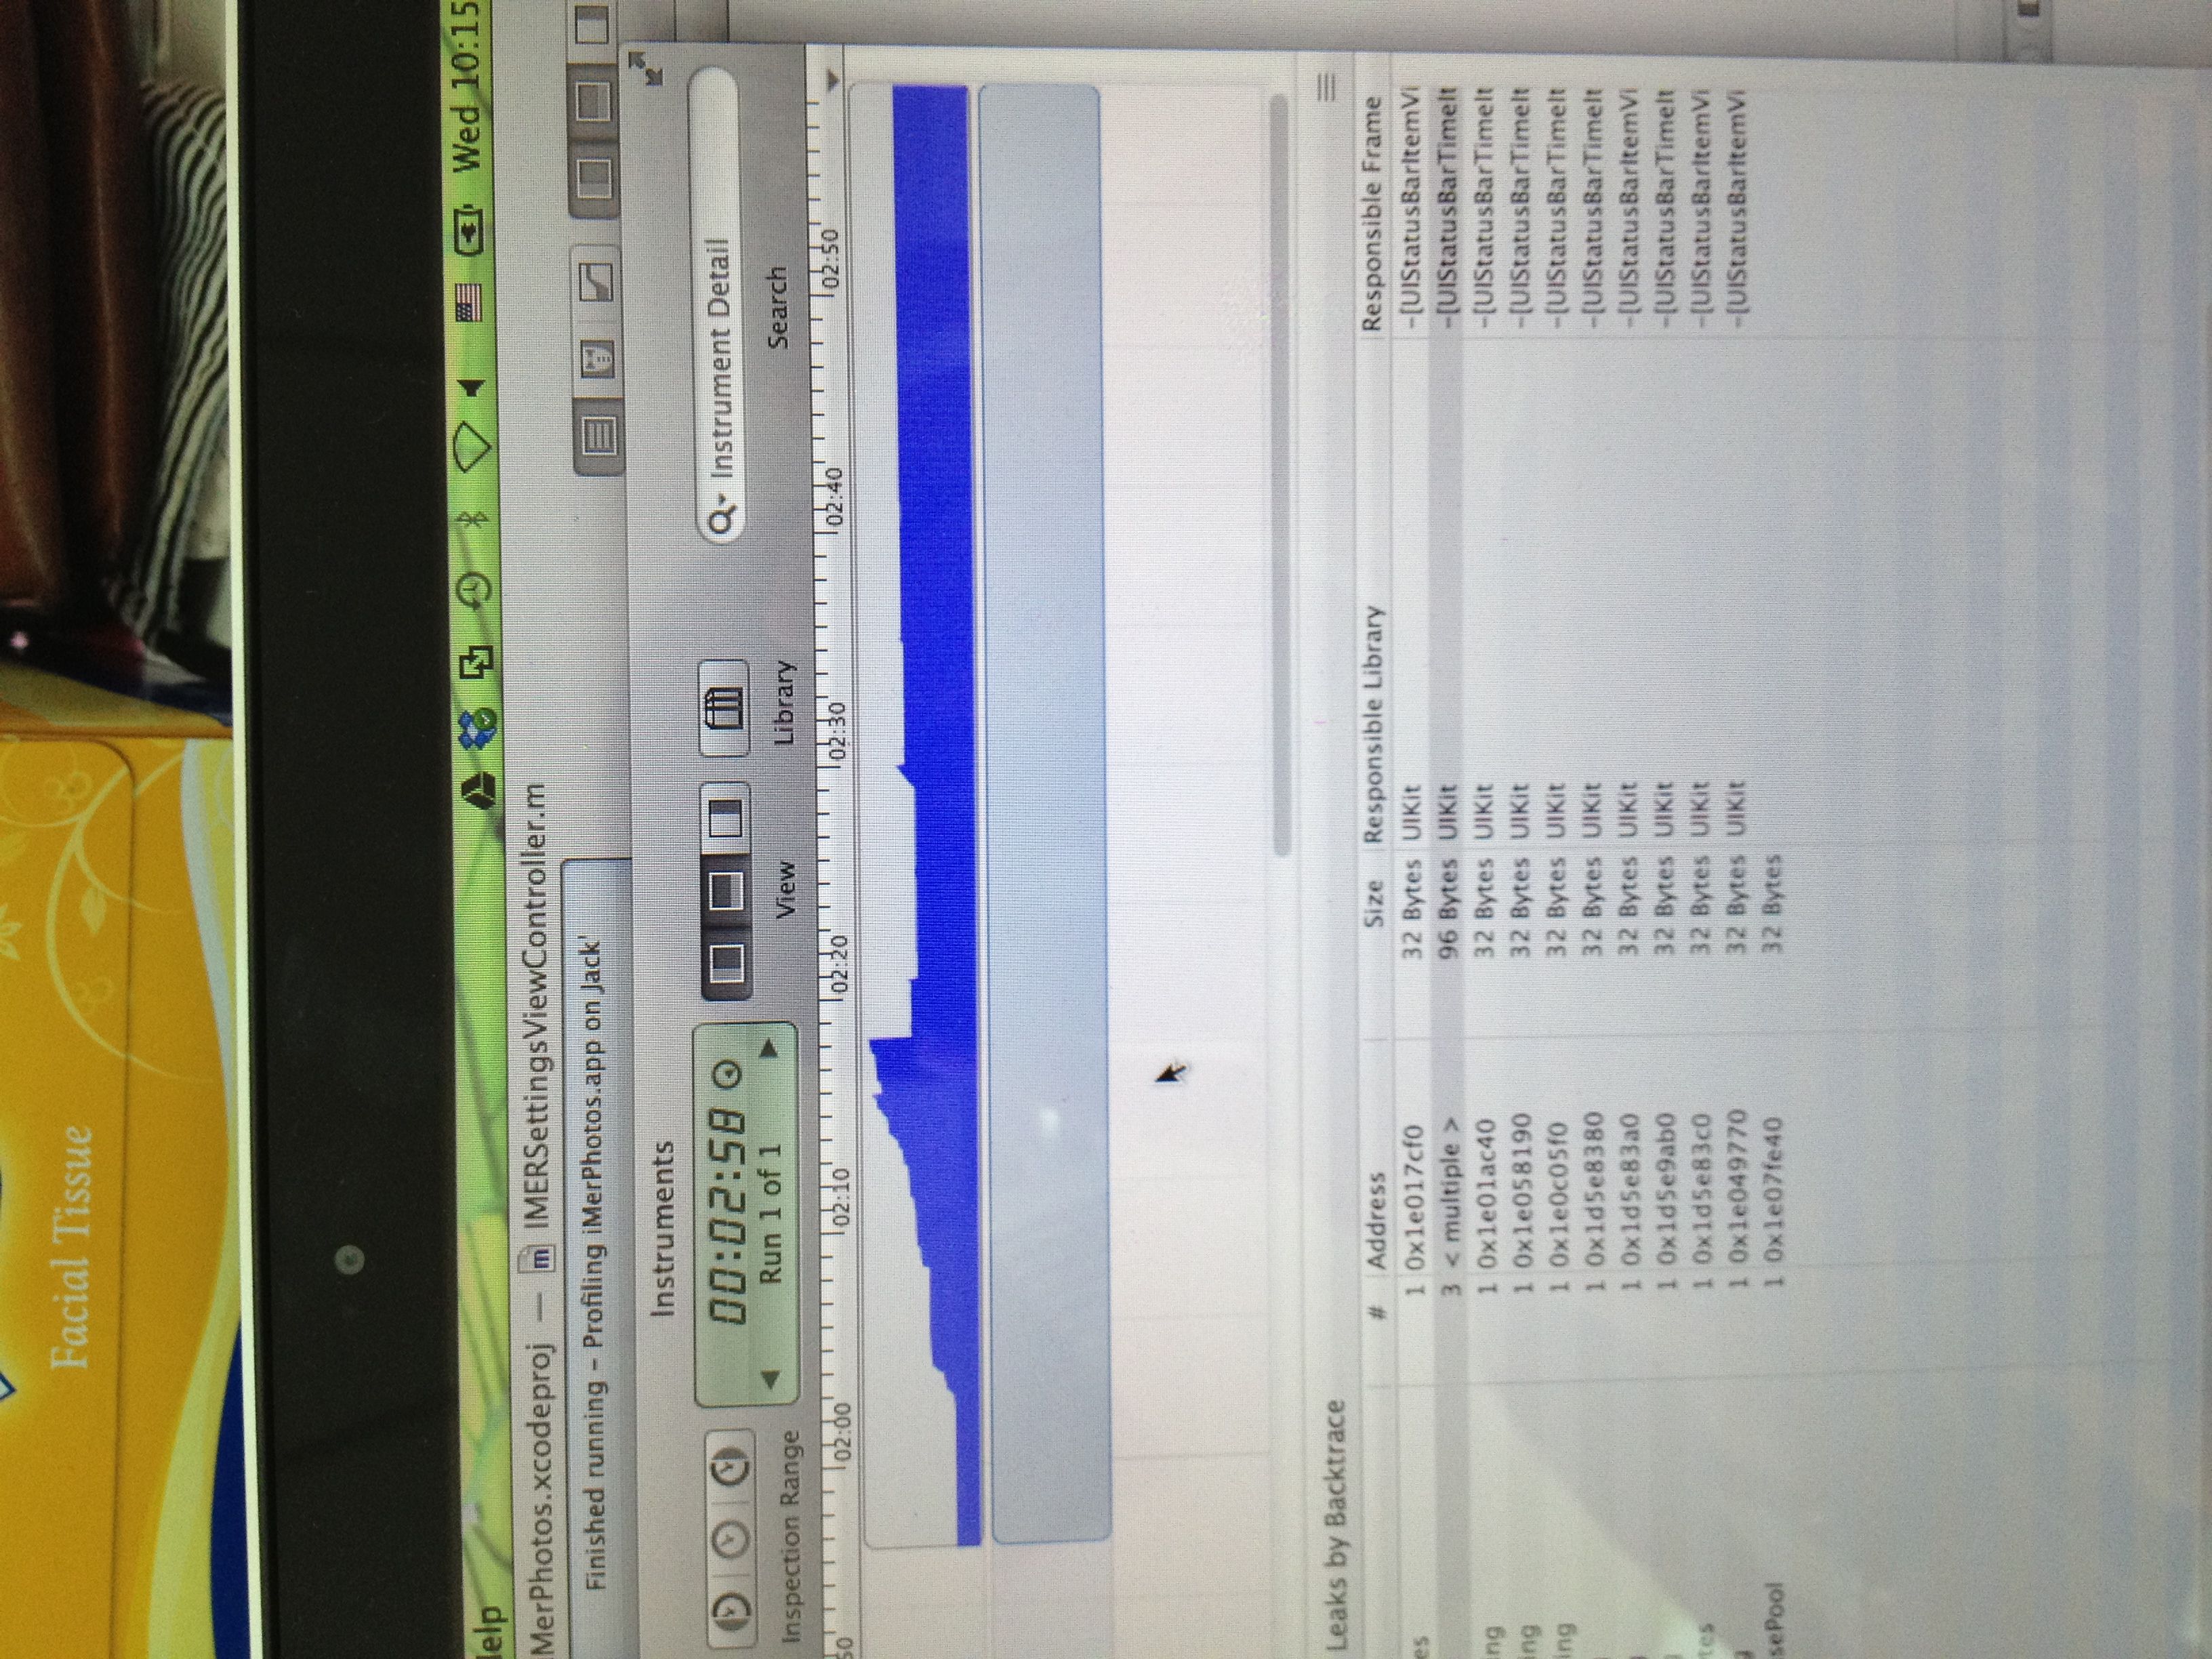 Facial Tissue
Help
Wed 10:15
iMerPhotos.xcodeproj — m IMERSettingsViewController.m
Finished running – Profiling iMerPhotos.app on Jack'
Instruments
00:02:58
Run 1 of 1
Instrument Detail
Inspection Range
View
Library
Search
50 02:00 02:10 02:20 02:30 02:40 02:50
Leaks by Backtrace
# Address Size Responsible Library Responsible Frame
es 1 0x1e017cf0 32 Bytes UIKit -[UIStatusBarItemVi
3 < multiple > 96 Bytes UIKit -[UIStatusBarTimeIt
ing 1 0x1e01ac40 32 Bytes UIKit -[UIStatusBarTimeIt
ing 1 0x1e058190 32 Bytes UIKit -[UIStatusBarTimeIt
ing 1 0x1e0c05f0 32 Bytes UIKit -[UIStatusBarTimeIt
1 0x1d5e8380 32 Bytes UIKit -[UIStatusBarTimeIt
1 0x1d5e83a0 32 Bytes UIKit -[UIStatusBarItemVi
1 0x1d5e9ab0 32 Bytes UIKit -[UIStatusBarTimeIt
tes 1 0x1d5e83c0 32 Bytes UIKit -[UIStatusBarItemVi
g 1 0x1e049770 32 Bytes UIKit -[UIStatusBarItemVi
sePool 1 0x1e07fe40 32 Bytes